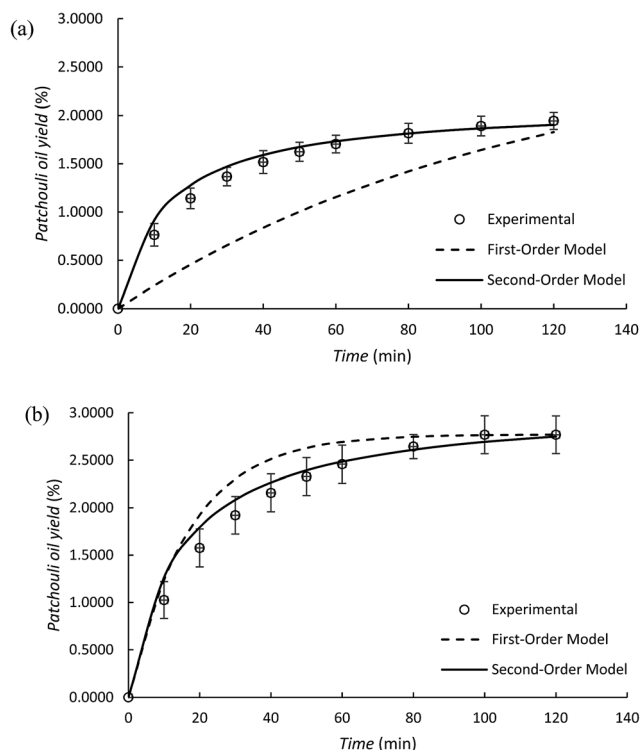 (a)
Patchouli oil yield (%)
3.0000
2.5000
2.0000
1.5000
1.0000
0.5000
0.0000
0 20 40 60 80 100 120 140
Time (min)
Experimental
First-Order Model
Second-Order Model
(b)
Patchouli oil yield (%)
3.0000
2.5000
2.0000
1.5000
1.0000
0.5000
0.0000
0 20 40 60 80 100 120 140
Time (min)
Experimental
First-Order Model
Second-Order Model